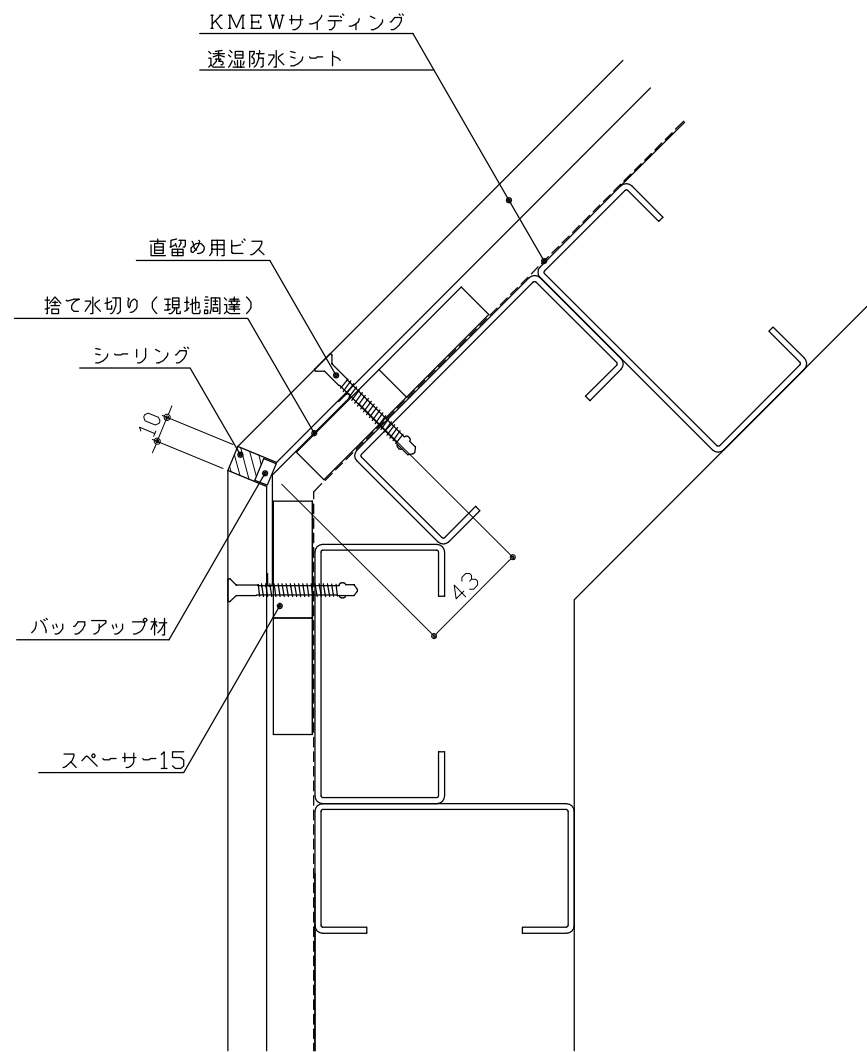 KMEWサイディング
透湿防水シート
直留め用ビス
捨て水切り（現地調達）
シーリング
10
43
バックアップ材
スペーサー15